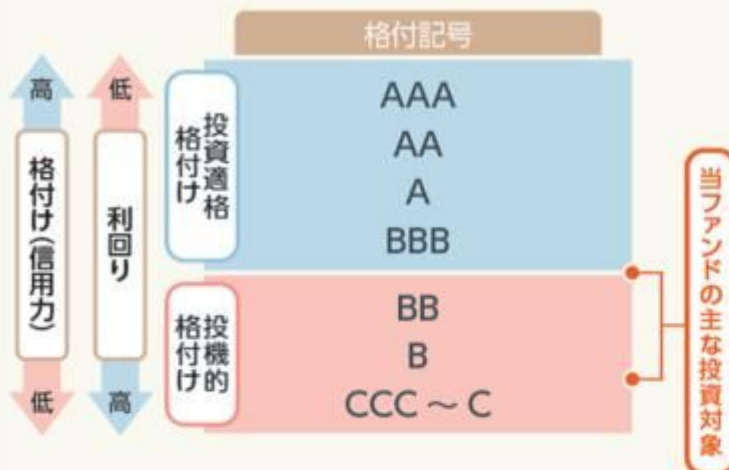 格付記号
高
格付け(信用力)
低
低
利回り
高
投資適格
格付け
AAA
AA
A
BBB
投機的
格付け
BB
B
CCC ～ C
当ファンドの主な投資対象